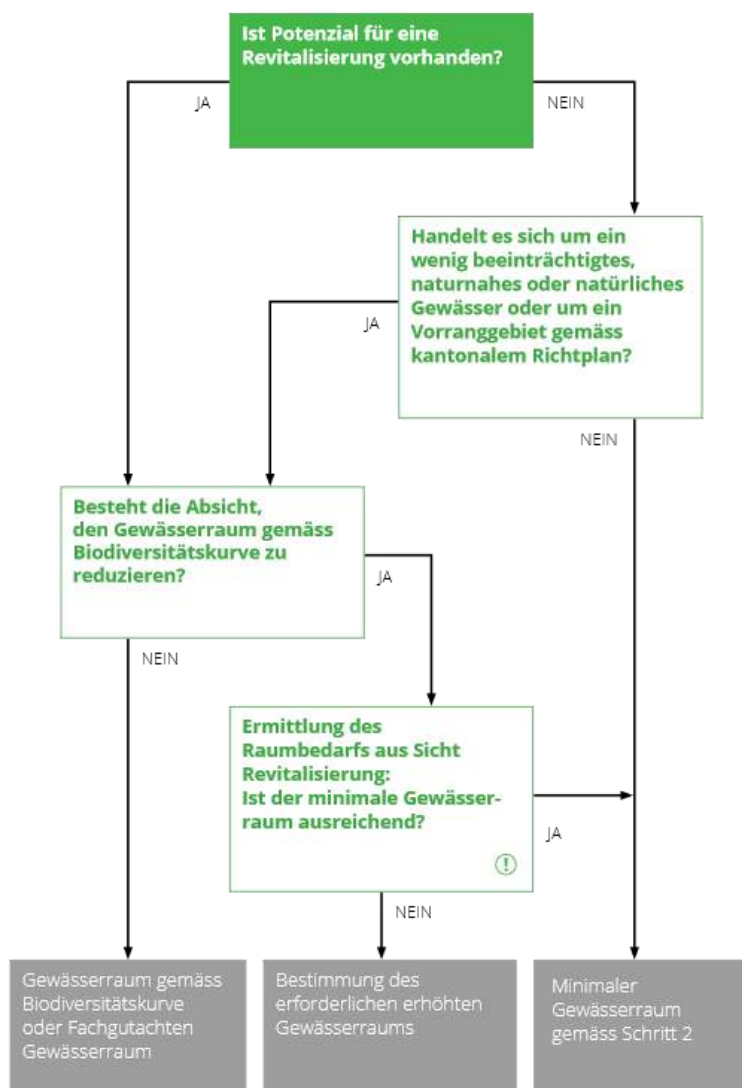 Ist Potenzial für eine
Revitalisierung vorhanden?
JA
NEIN
Handelt es sich um ein
wenig beeinträchtigtes,
naturnahes oder natürliches
Gewässer oder um ein
Vorranggebiet gemäss
kantonalem Richtplan?
JA
NEIN
Besteht die Absicht,
den Gewässerraum gemäss
Biodiversitätskurve zu
reduzieren?
JA
NEIN
Ermittlung des
Raumbedarfs aus Sicht
Revitalisierung:
Ist der minimale Gewässer-
raum ausreichend?
!
JA
NEIN
Gewässerraum gemäss
Biodiversitätskurve
oder Fachgutachten
Gewässerraum
Bestimmung des
erforderlichen erhöhten
Gewässerraums
Minimaler
Gewässerraum
gemäss Schritt 2